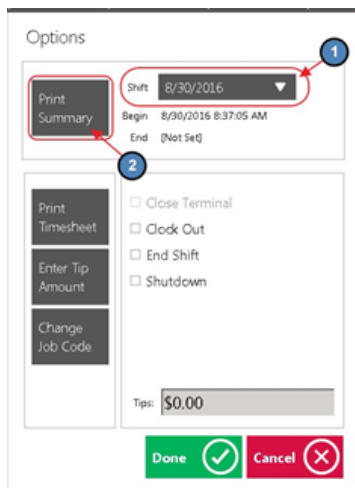 Options
1
Print
Summary
Shift 8/30/2016
Begin 8/30/2016 8:37:05 AM
End [Not Set]
2
Print
Timesheet
Enter Tip
Amount
Change
Job Code
Close Terminal
Clock Out
End Shift
Shutdown
Tips: $0.00
Done
Cancel